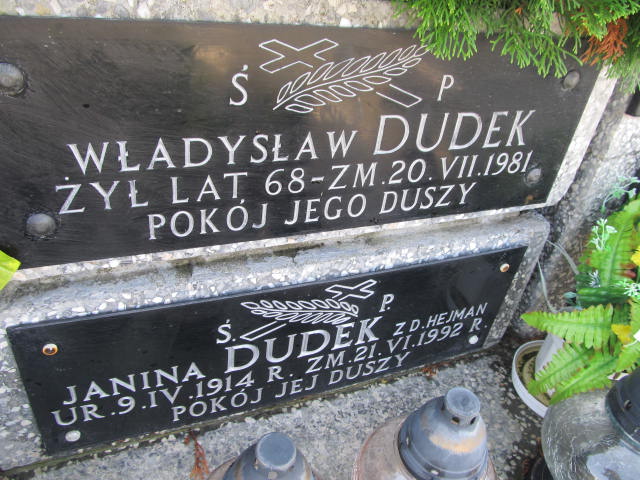 Ś P
WŁADYSŁAW DUDEK
ŻYŁ LAT 68-ZM.20.VII.1981
POKÓJ JEGO DUSZY
Ś. P.
JANINA DUDEK Z D. HEJMAN
UR. 9.IV.1914 R. ZM. 21.VI.1992 R.
POKÓJ JEJ DUSZY